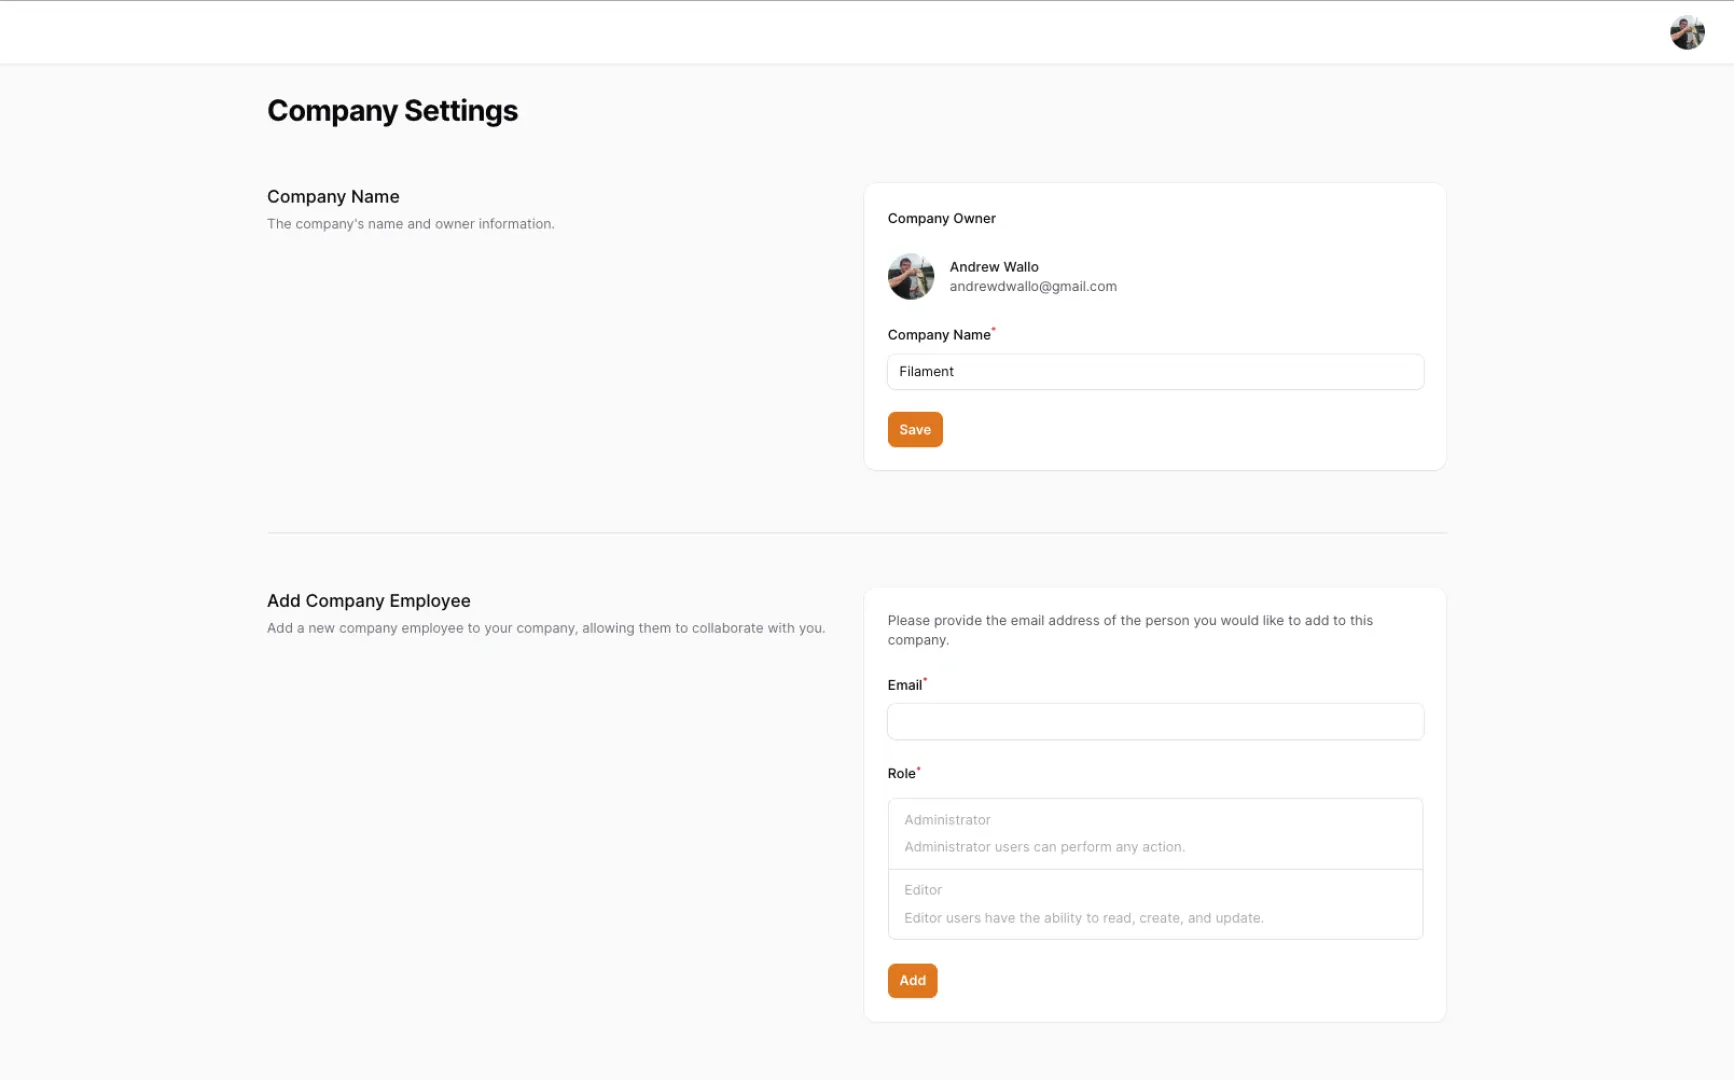 Company Settings
Company Name
The company's name and owner information.
Company Owner
Andrew Wallo
andrewdwallo@gmail.com
Company Name*
Filament
Save
Add Company Employee
Add a new company employee to your company, allowing them to collaborate with you.
Please provide the email address of the person you would like to add to this
company.
Email*
Role*
Administrator
Administrator users can perform any action.
Editor
Editor users have the ability to read, create, and update.
Add